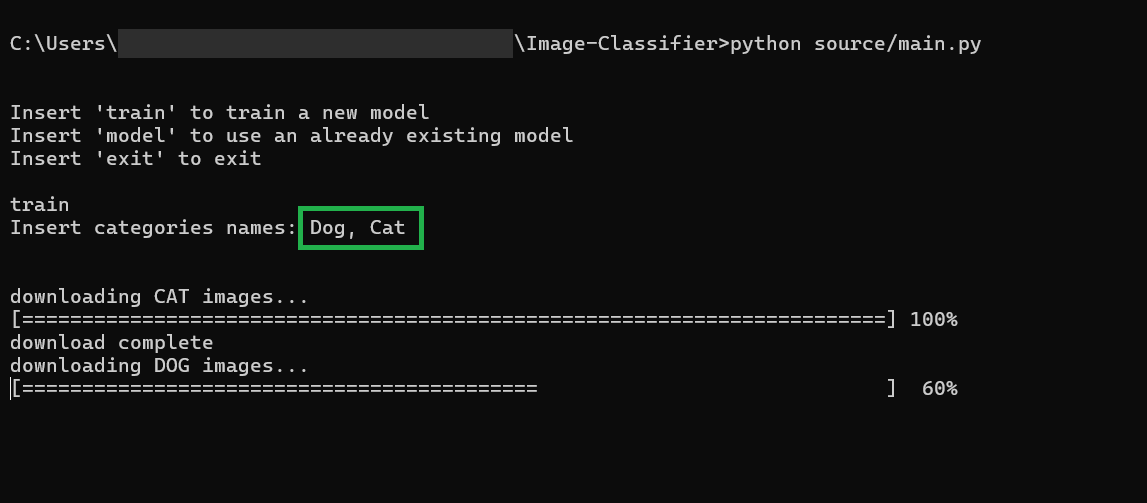 C:\Users\ \Image-Classifier>python source/main.py
Insert 'train' to train a new model
Insert 'model' to use an already existing model
Insert 'exit' to exit
train
Insert categories names: Dog, Cat
downloading CAT images...
[========================================================================] 100%
download complete
downloading DOG images...
[===========================================                             ]  60%